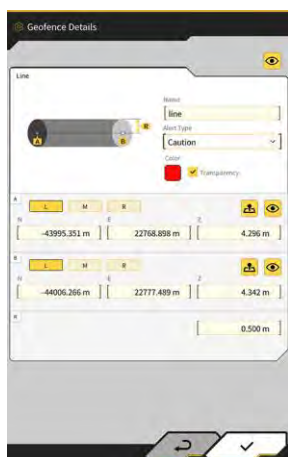 Geofence Details
Line
Name
line
Alert Type
Caution
Color
Transparency
R
A
B
A
L M R
N E Z
-43995.351 m 22768.898 m 4.296 m
B
L M R
N E Z
-44006.266 m 22777.489 m 4.342 m
R
0.500 m